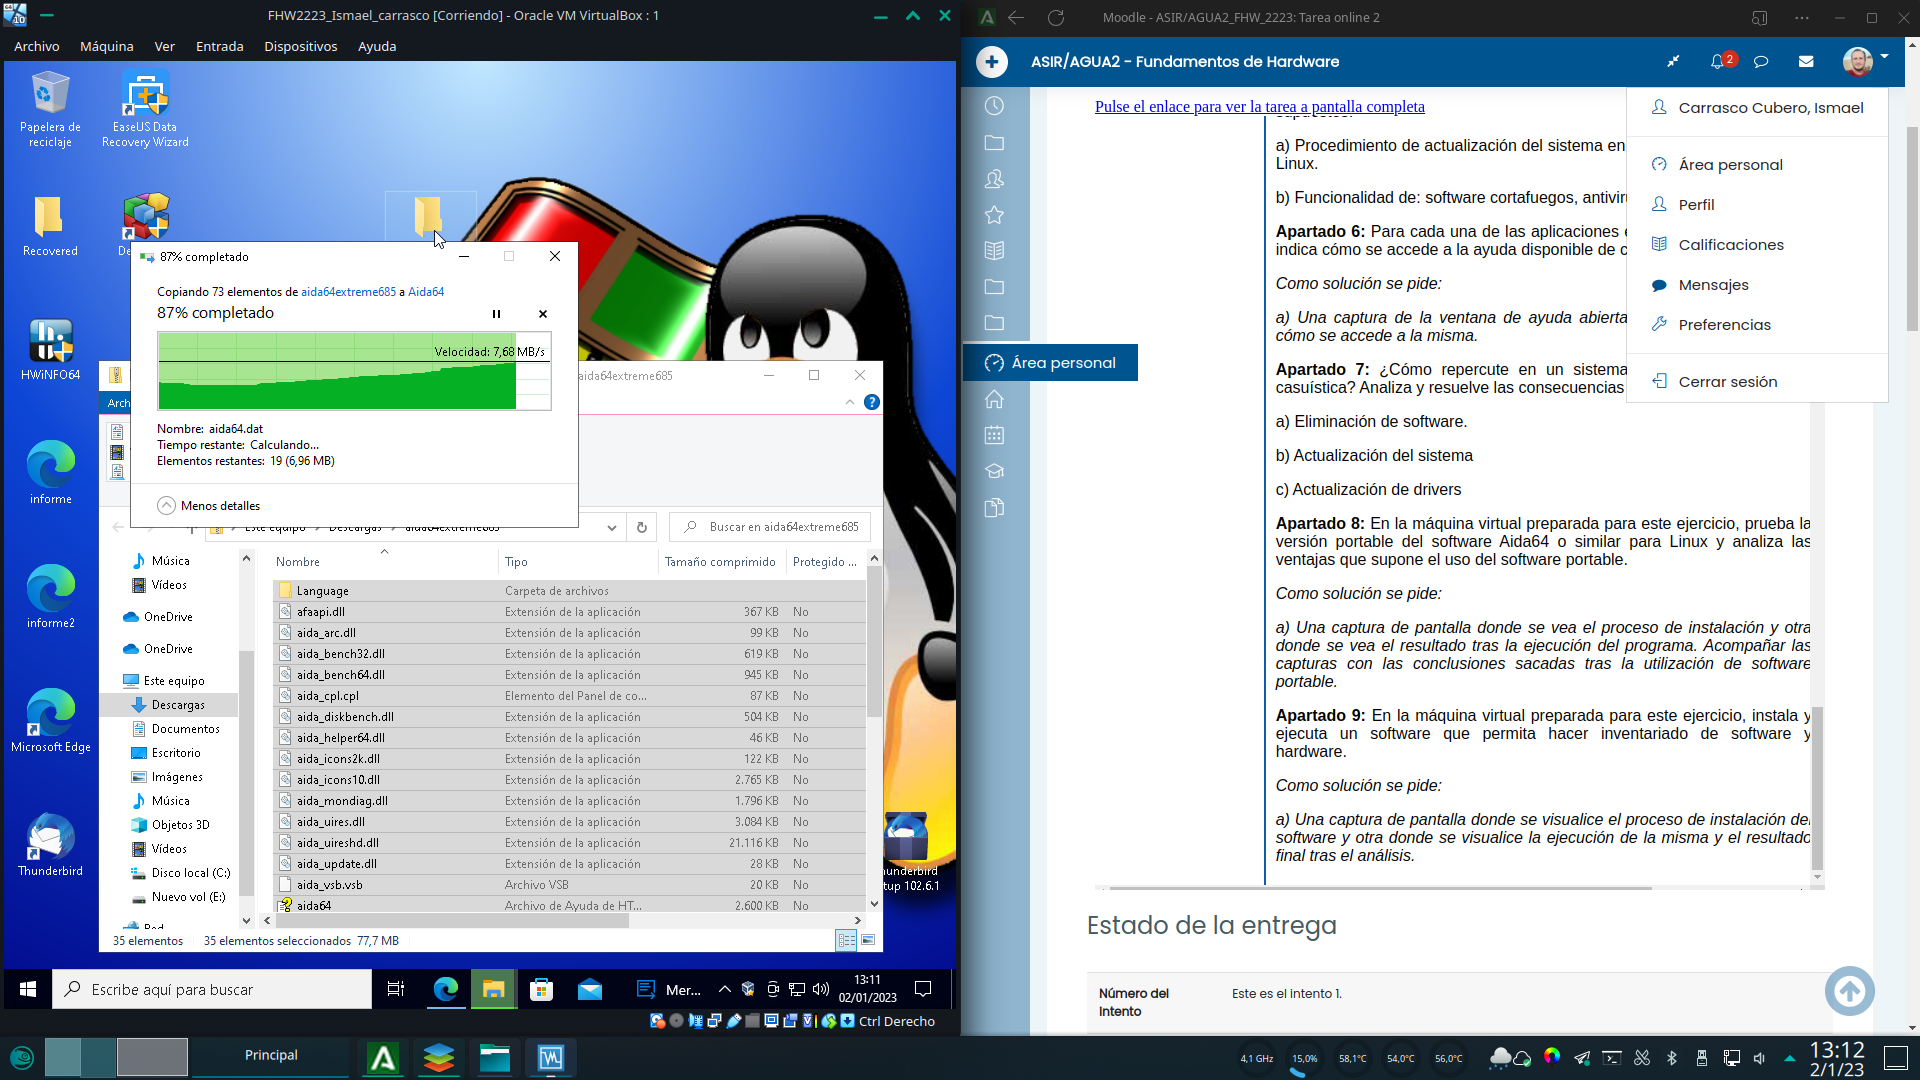 FHW2223_Ismael_carrasco [Corriendo] - Oracle VM VirtualBox : 1
Archivo
Máquina
Ver
Entrada
Dispositivos
Ayuda
Papelera de
reciclaje
EaseUS Data
Recovery Wizard
Recovered
De
HWiNFO64
informe
informe2
Microsoft Edge
Thunderbird
87% completado
Copiando 73 elementos de aida64extreme685 a Aida64
87% completado
Velocidad: 7,68 MB/s
Nombre: aida64.dat
Tiempo restante: Calculando...
Elementos restantes: 19 (6,96 MB)
Menos detalles
aida64extreme685
Arch
Este equipo
Descargas
aida64extreme685
Buscar en aida64extreme685
Música
Vídeos
OneDrive
OneDrive
Este equipo
Descargas
Documentos
Escritorio
Imágenes
Música
Objetos 3D
Vídeos
Disco local (C:)
Nuevo vol (E:)
Red
Nombre Tipo Tamaño comprimido Protegido ...
Language Carpeta de archivos
afaapi.dll Extensión de la aplicación 367 KB No
aida_arc.dll Extensión de la aplicación 99 KB No
aida_bench32.dll Extensión de la aplicación 619 KB No
aida_bench64.dll Extensión de la aplicación 945 KB No
aida_cpl.cpl Elemento del Panel de co... 87 KB No
aida_diskbench.dll Extensión de la aplicación 504 KB No
aida_helper64.dll Extensión de la aplicación 46 KB No
aida_icons2k.dll Extensión de la aplicación 122 KB No
aida_icons10.dll Extensión de la aplicación 2.765 KB No
aida_mondiag.dll Extensión de la aplicación 1.796 KB No
aida_uires.dll Extensión de la aplicación 3.084 KB No
aida_uireshd.dll Extensión de la aplicación 21.116 KB No
aida_update.dll Extensión de la aplicación 28 KB No
aida_vsb.vsb Archivo VSB 20 KB No
aida64 Archivo de Ayuda de HT... 2.600 KB No
35 elementos
35 elementos seleccionados 77,7 MB
hunderbird
tup 102.6.1
Escribe aquí para buscar
Mer...
13:11
02/01/2023
Ctrl Derecho
Moodle - ASIR/AGUA2_FHW_2223: Tarea online 2
ASIR/AGUA2 - Fundamentos de Hardware
2
Pulse el enlace para ver la tarea a pantalla completa
supuestos:
a) Procedimiento de actualización del sistema en
Linux.
b) Funcionalidad de: software cortafuegos, antiviru
Apartado 6: Para cada una de las aplicaciones e
indica cómo se accede a la ayuda disponible de c
Como solución se pide:
a) Una captura de la ventana de ayuda abierta
cómo se accede a la misma.
Apartado 7: ¿Cómo repercute en un sistema
casuística? Analiza y resuelve las consecuencias
a) Eliminación de software.
b) Actualización del sistema
c) Actualización de drivers
Apartado 8: En la máquina virtual preparada para este ejercicio, prueba la
versión portable del software Aida64 o similar para Linux y analiza las
ventajas que supone el uso del software portable.
Como solución se pide:
a) Una captura de pantalla donde se vea el proceso de instalación y otra
donde se vea el resultado tras la ejecución del programa. Acompañar las
capturas con las conclusiones sacadas tras la utilización de software
portable.
Apartado 9: En la máquina virtual preparada para este ejercicio, instala y
ejecuta un software que permita hacer inventariado de software y
hardware.
Como solución se pide:
a) Una captura de pantalla donde se visualice el proceso de instalación del
software y otra donde se visualice la ejecución de la misma y el resultado
final tras el análisis.
Área personal
Carrasco Cubero, Ismael
Área personal
Perfil
Calificaciones
Mensajes
Preferencias
Cerrar sesión
Estado de la entrega
Número del
Intento
Este es el intento 1.
Principal
4,1 GHz
15,0%
58,1°C
54,0°C
56,0°C
13:12
2/1/23